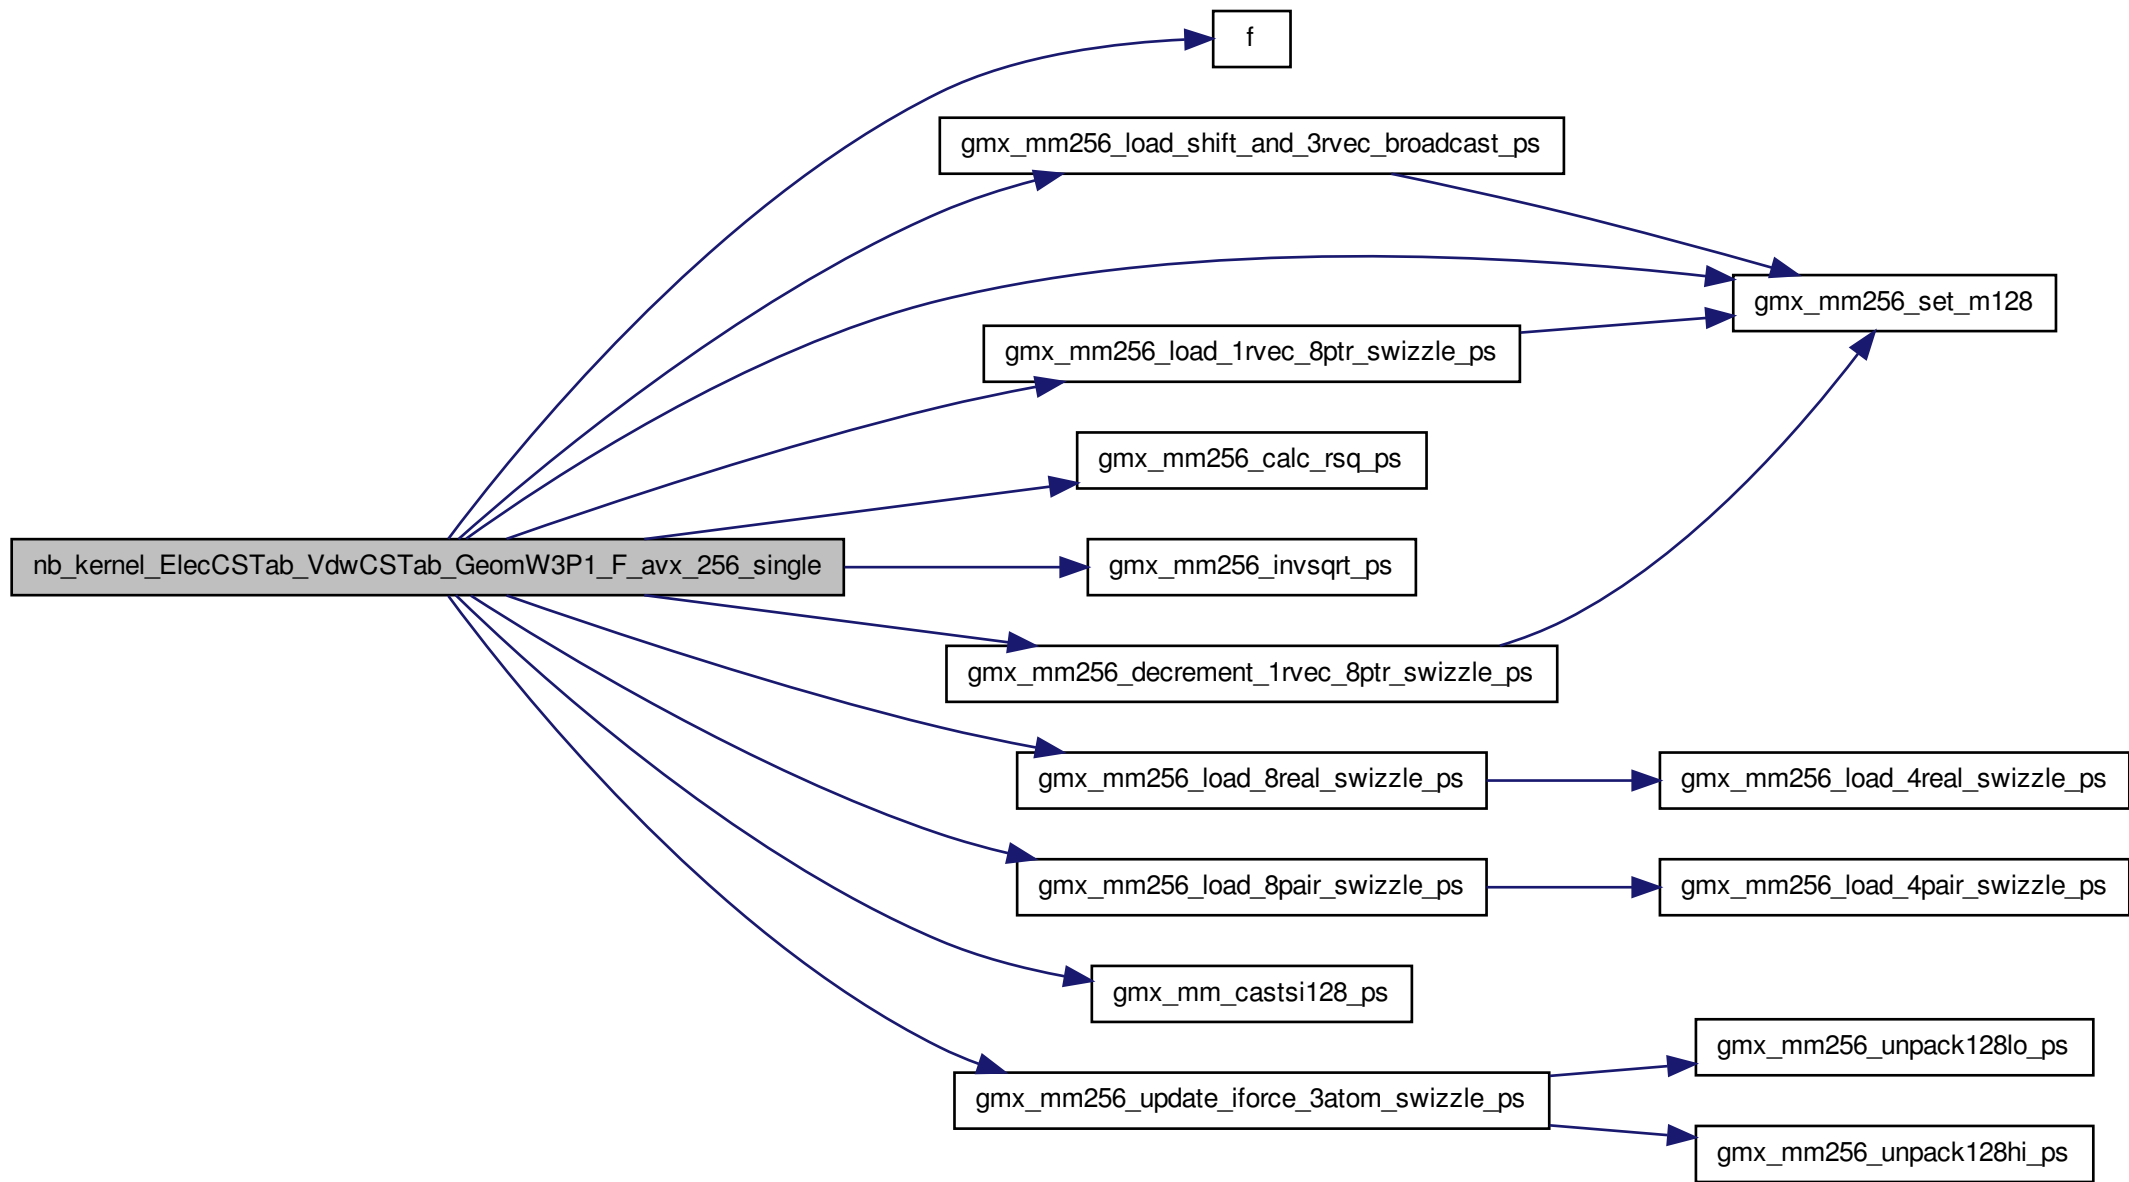 f
gmx_mm256_load_shift_and_3rvec_broadcast_ps
gmx_mm256_set_m128
gmx_mm256_load_1rvec_8ptr_swizzle_ps
gmx_mm256_calc_rsq_ps
nb_kernel_ElecCSTab_VdwCSTab_GeomW3P1_F_avx_256_single
gmx_mm256_invsqrt_ps
gmx_mm256_decrement_1rvec_8ptr_swizzle_ps
gmx_mm256_load_8real_swizzle_ps
gmx_mm256_load_4real_swizzle_ps
gmx_mm256_load_8pair_swizzle_ps
gmx_mm256_load_4pair_swizzle_ps
gmx_mm_castsi128_ps
gmx_mm256_unpack128lo_ps
gmx_mm256_update_iforce_3atom_swizzle_ps
gmx_mm256_unpack128hi_ps